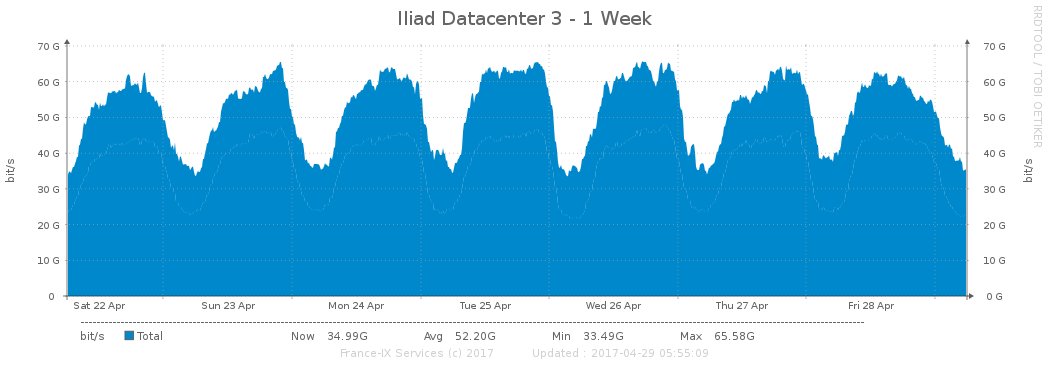 Iliad Datacenter 3 - 1 Week
RRDTOOL / TOBI OETIKER
bit/s
70 G
60 G
50 G
40 G
30 G
20 G
10 G
0
70 G
60 G
50 G
40 G
30 G
20 G
10 G
0 G
bit/s
Sat 22 Apr Sun 23 Apr Mon 24 Apr Tue 25 Apr Wed 26 Apr Thu 27 Apr Fri 28 Apr
bit/s Total Now 34.99G Avg 52.20G Min 33.49G Max 65.58G
France-IX Services (c) 2017 Updated : 2017-04-29 05:55:09